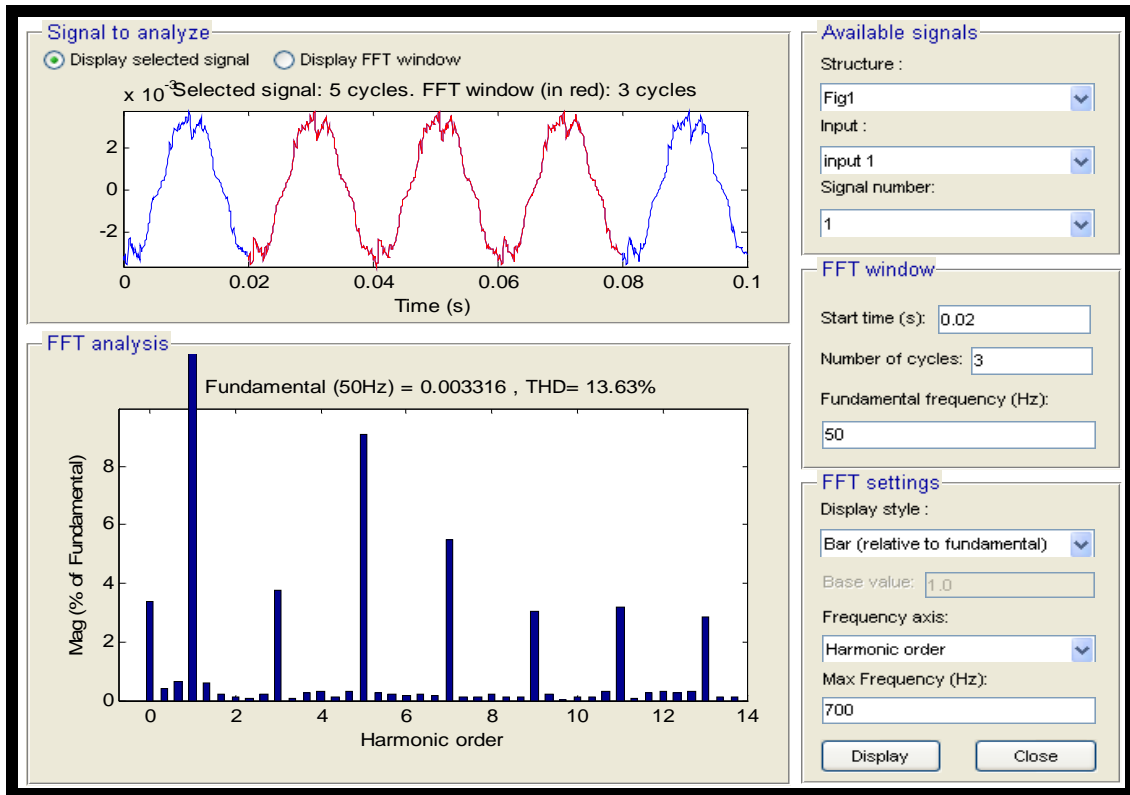 Signal to analyze
Display selected signal Display FFT window
x 10-3
Selected signal: 5 cycles. FFT window (in red): 3 cycles
2
0
-2
0 0.02 0.04 0.06 0.08 0.1
Time (s)
FFT analysis
Fundamental (50Hz) = 0.003316 , THD= 13.63%
Mag (% of Fundamental)
8
6
4
2
0
0 2 4 6 8 10 12 14
Harmonic order
Available signals
Structure :
Fig1
Input :
input 1
Signal number:
1
FFT window
Start time (s): 0.02
Number of cycles: 3
Fundamental frequency (Hz):
50
FFT settings
Display style :
Bar (relative to fundamental)
Base value: 1.0
Frequency axis:
Harmonic order
Max Frequency (Hz):
700
Display Close